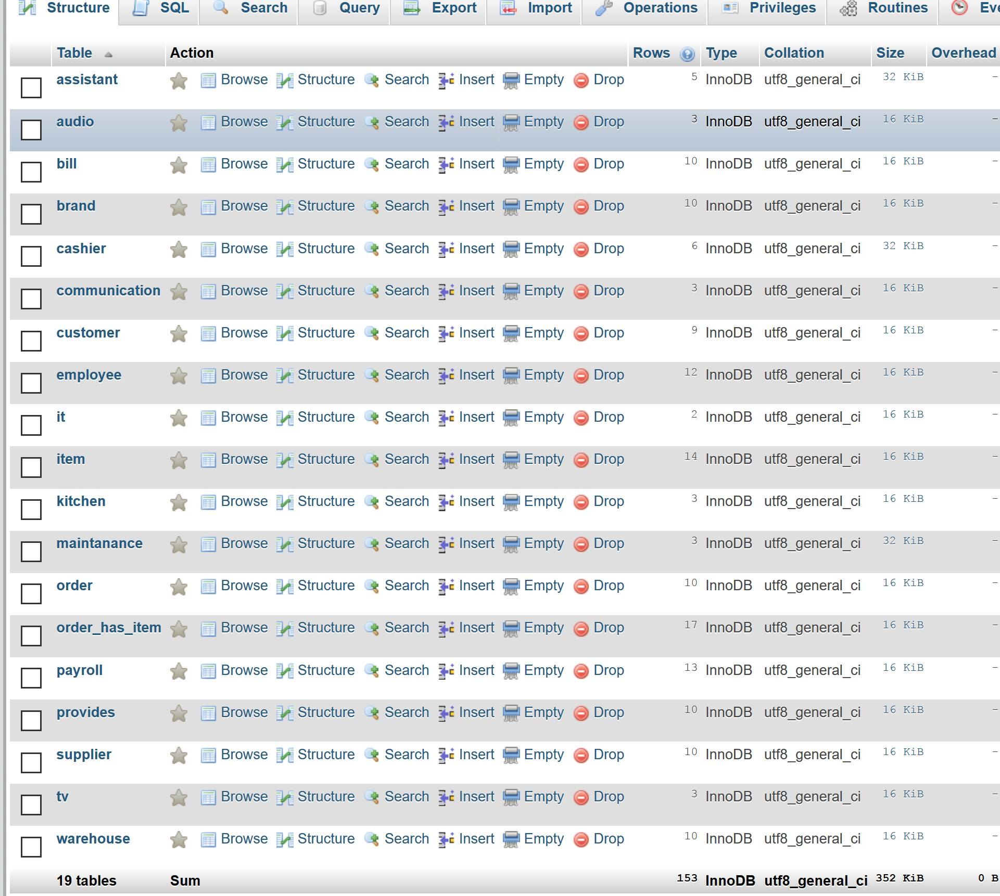 Structure SQL Search Query Export Import Operations Privileges Routines Eve
Table Action Rows Type Collation Size Overhead
assistant Browse Structure Search Insert Empty Drop 5 InnoDB utf8_general_ci 32 KiB -
audio Browse Structure Search Insert Empty Drop 3 InnoDB utf8_general_ci 16 KiB -
bill Browse Structure Search Insert Empty Drop 10 InnoDB utf8_general_ci 16 KiB -
brand Browse Structure Search Insert Empty Drop 10 InnoDB utf8_general_ci 16 KiB -
cashier Browse Structure Search Insert Empty Drop 6 InnoDB utf8_general_ci 32 KiB -
communication Browse Structure Search Insert Empty Drop 3 InnoDB utf8_general_ci 16 KiB -
customer Browse Structure Search Insert Empty Drop 9 InnoDB utf8_general_ci 16 KiB -
employee Browse Structure Search Insert Empty Drop 12 InnoDB utf8_general_ci 16 KiB -
it Browse Structure Search Insert Empty Drop 2 InnoDB utf8_general_ci 16 KiB -
item Browse Structure Search Insert Empty Drop 14 InnoDB utf8_general_ci 16 KiB -
kitchen Browse Structure Search Insert Empty Drop 3 InnoDB utf8_general_ci 16 KiB -
maintanance Browse Structure Search Insert Empty Drop 3 InnoDB utf8_general_ci 32 KiB -
order Browse Structure Search Insert Empty Drop 10 InnoDB utf8_general_ci 16 KiB -
order_has_item Browse Structure Search Insert Empty Drop 17 InnoDB utf8_general_ci 16 KiB -
payroll Browse Structure Search Insert Empty Drop 13 InnoDB utf8_general_ci 16 KiB -
provides Browse Structure Search Insert Empty Drop 10 InnoDB utf8_general_ci 16 KiB -
supplier Browse Structure Search Insert Empty Drop 10 InnoDB utf8_general_ci 16 KiB -
tv Browse Structure Search Insert Empty Drop 3 InnoDB utf8_general_ci 16 KiB -
warehouse Browse Structure Search Insert Empty Drop 10 InnoDB utf8_general_ci 16 KiB -
19 tables Sum 153 InnoDB utf8_general_ci 352 KiB 0 B